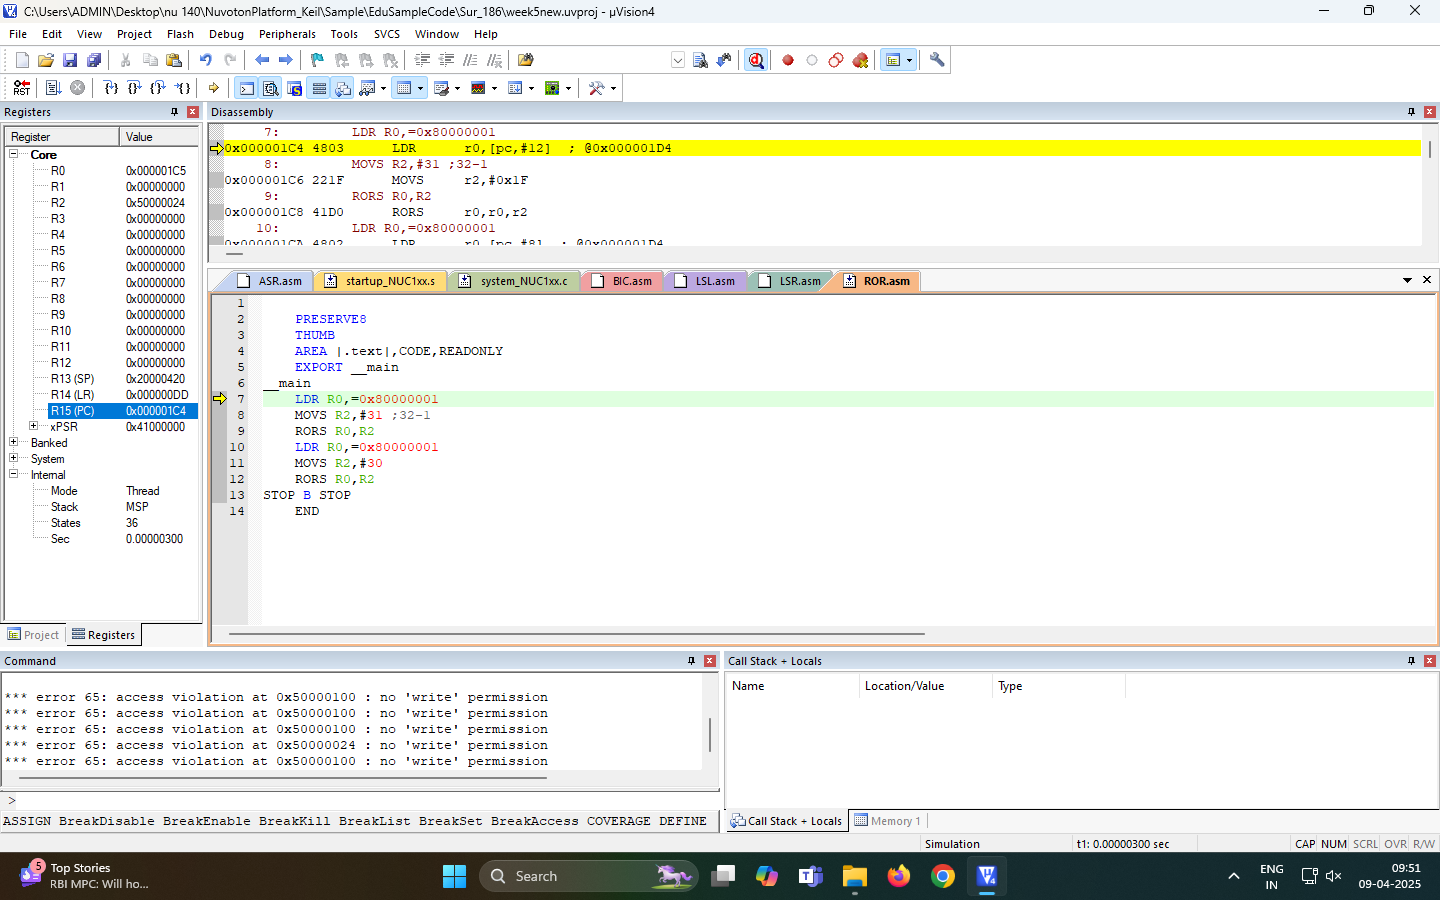 C:\Users\ADMIN\Desktop\nu 140\NuvotonPlatform_Keil\Sample\EduSampleCode\Sur_186\week5new.uvproj - µVision4
File Edit View Project Flash Debug Peripherals Tools SVCS Window Help
RST
Registers
Register Value
Core
R0 0x000001C5
R1 0x00000000
R2 0x50000024
R3 0x00000000
R4 0x00000000
R5 0x00000000
R6 0x00000000
R7 0x00000000
R8 0x00000000
R9 0x00000000
R10 0x00000000
R11 0x00000000
R12 0x00000000
R13 (SP) 0x20000420
R14 (LR) 0x000000DD
R15 (PC) 0x000001C4
xPSR 0x41000000
Banked
System
Internal
Mode Thread
Stack MSP
States 36
Sec 0.00000300
Project Registers
Disassembly
7: LDR R0,=0x80000001
0x000001C4 4803 LDR r0,[pc,#12] ; @0x000001D4
8: MOVS R2,#31 ;32-1
0x000001C6 221F MOVS r2,#0x1F
9: RORS R0,R2
0x000001C8 41D0 RORS r0,r0,r2
10: LDR R0,=0x80000001
0x000001CA 4802 LDR r0,[pc,#8] ; @0x000001D4
ASR.asm startup_NUC1xx.s system_NUC1xx.c BIC.asm LSL.asm LSR.asm ROR.asm
1
2 PRESERVE8
3 THUMB
4 AREA |.text|,CODE,READONLY
5 EXPORT __main
6 __main
7 LDR R0,=0x80000001
8 MOVS R2,#31 ;32-1
9 RORS R0,R2
10 LDR R0,=0x80000001
11 MOVS R2,#30
12 RORS R0,R2
13 STOP B STOP
14 END
Command
*** error 65: access violation at 0x50000100 : no 'write' permission
*** error 65: access violation at 0x50000100 : no 'write' permission
*** error 65: access violation at 0x50000100 : no 'write' permission
*** error 65: access violation at 0x50000024 : no 'write' permission
*** error 65: access violation at 0x50000100 : no 'write' permission
>
ASSIGN BreakDisable BreakEnable BreakKill BreakList BreakSet BreakAccess COVERAGE DEFINE
Call Stack + Locals
Name Location/Value Type
Call Stack + Locals Memory 1
Simulation t1: 0.00000300 sec CAP NUM SCRL OVR R/W
5
Top Stories
RBI MPC: Will ho...
Search
ENG
IN
09:51
09-04-2025